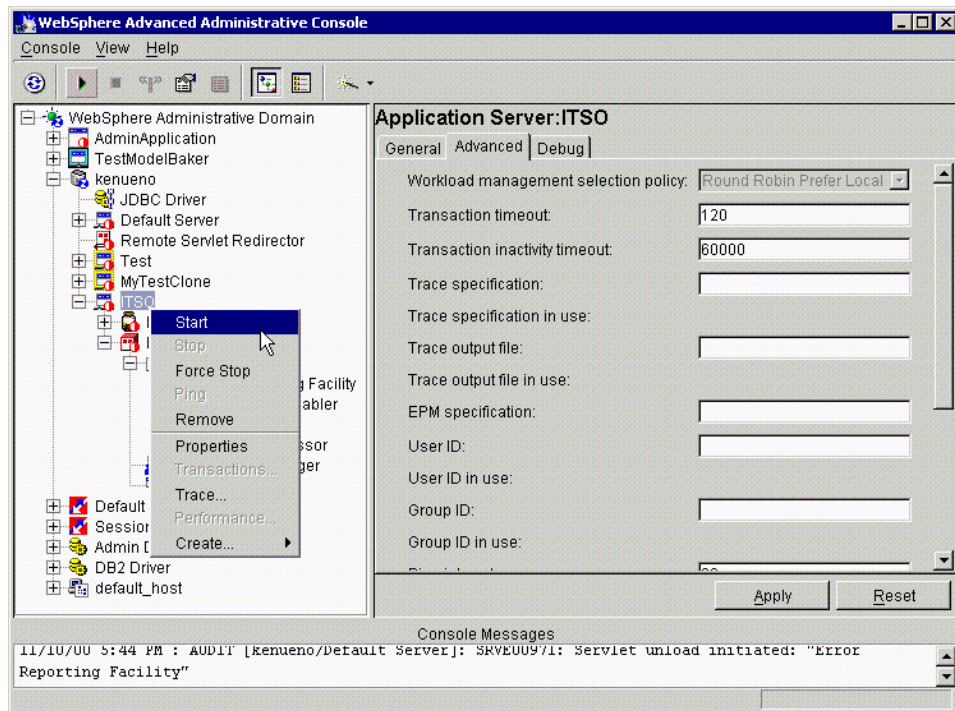 WebSphere Advanced Administrative Console
Console View Help
WebSphere Administrative Domain
AdminApplication
TestModelBaker
kenueno
JDBC Driver
Default Server
Remote Servlet Redirector
Test
MyTestClone
ITSO
Start
Stop
Force Stop
Ping
Remove
Properties
Transactions...
Trace...
Performance...
Create...
g Facility
abler
ssor
ger
Default
Session
Admin D
DB2 Driver
default_host
Application Server:ITSO
General Advanced Debug
Workload management selection policy: Round Robin Prefer Local
Transaction timeout: 120
Transaction inactivity timeout: 60000
Trace specification:
Trace specification in use:
Trace output file:
Trace output file in use:
EPM specification:
User ID:
User ID in use:
Group ID:
Group ID in use:
Apply Reset
Console Messages
11/10/00 5:44 PM : AUDIT [kenueno/Default Server]: SRVE0097I: Servlet unload initiated: "Error
Reporting Facility"